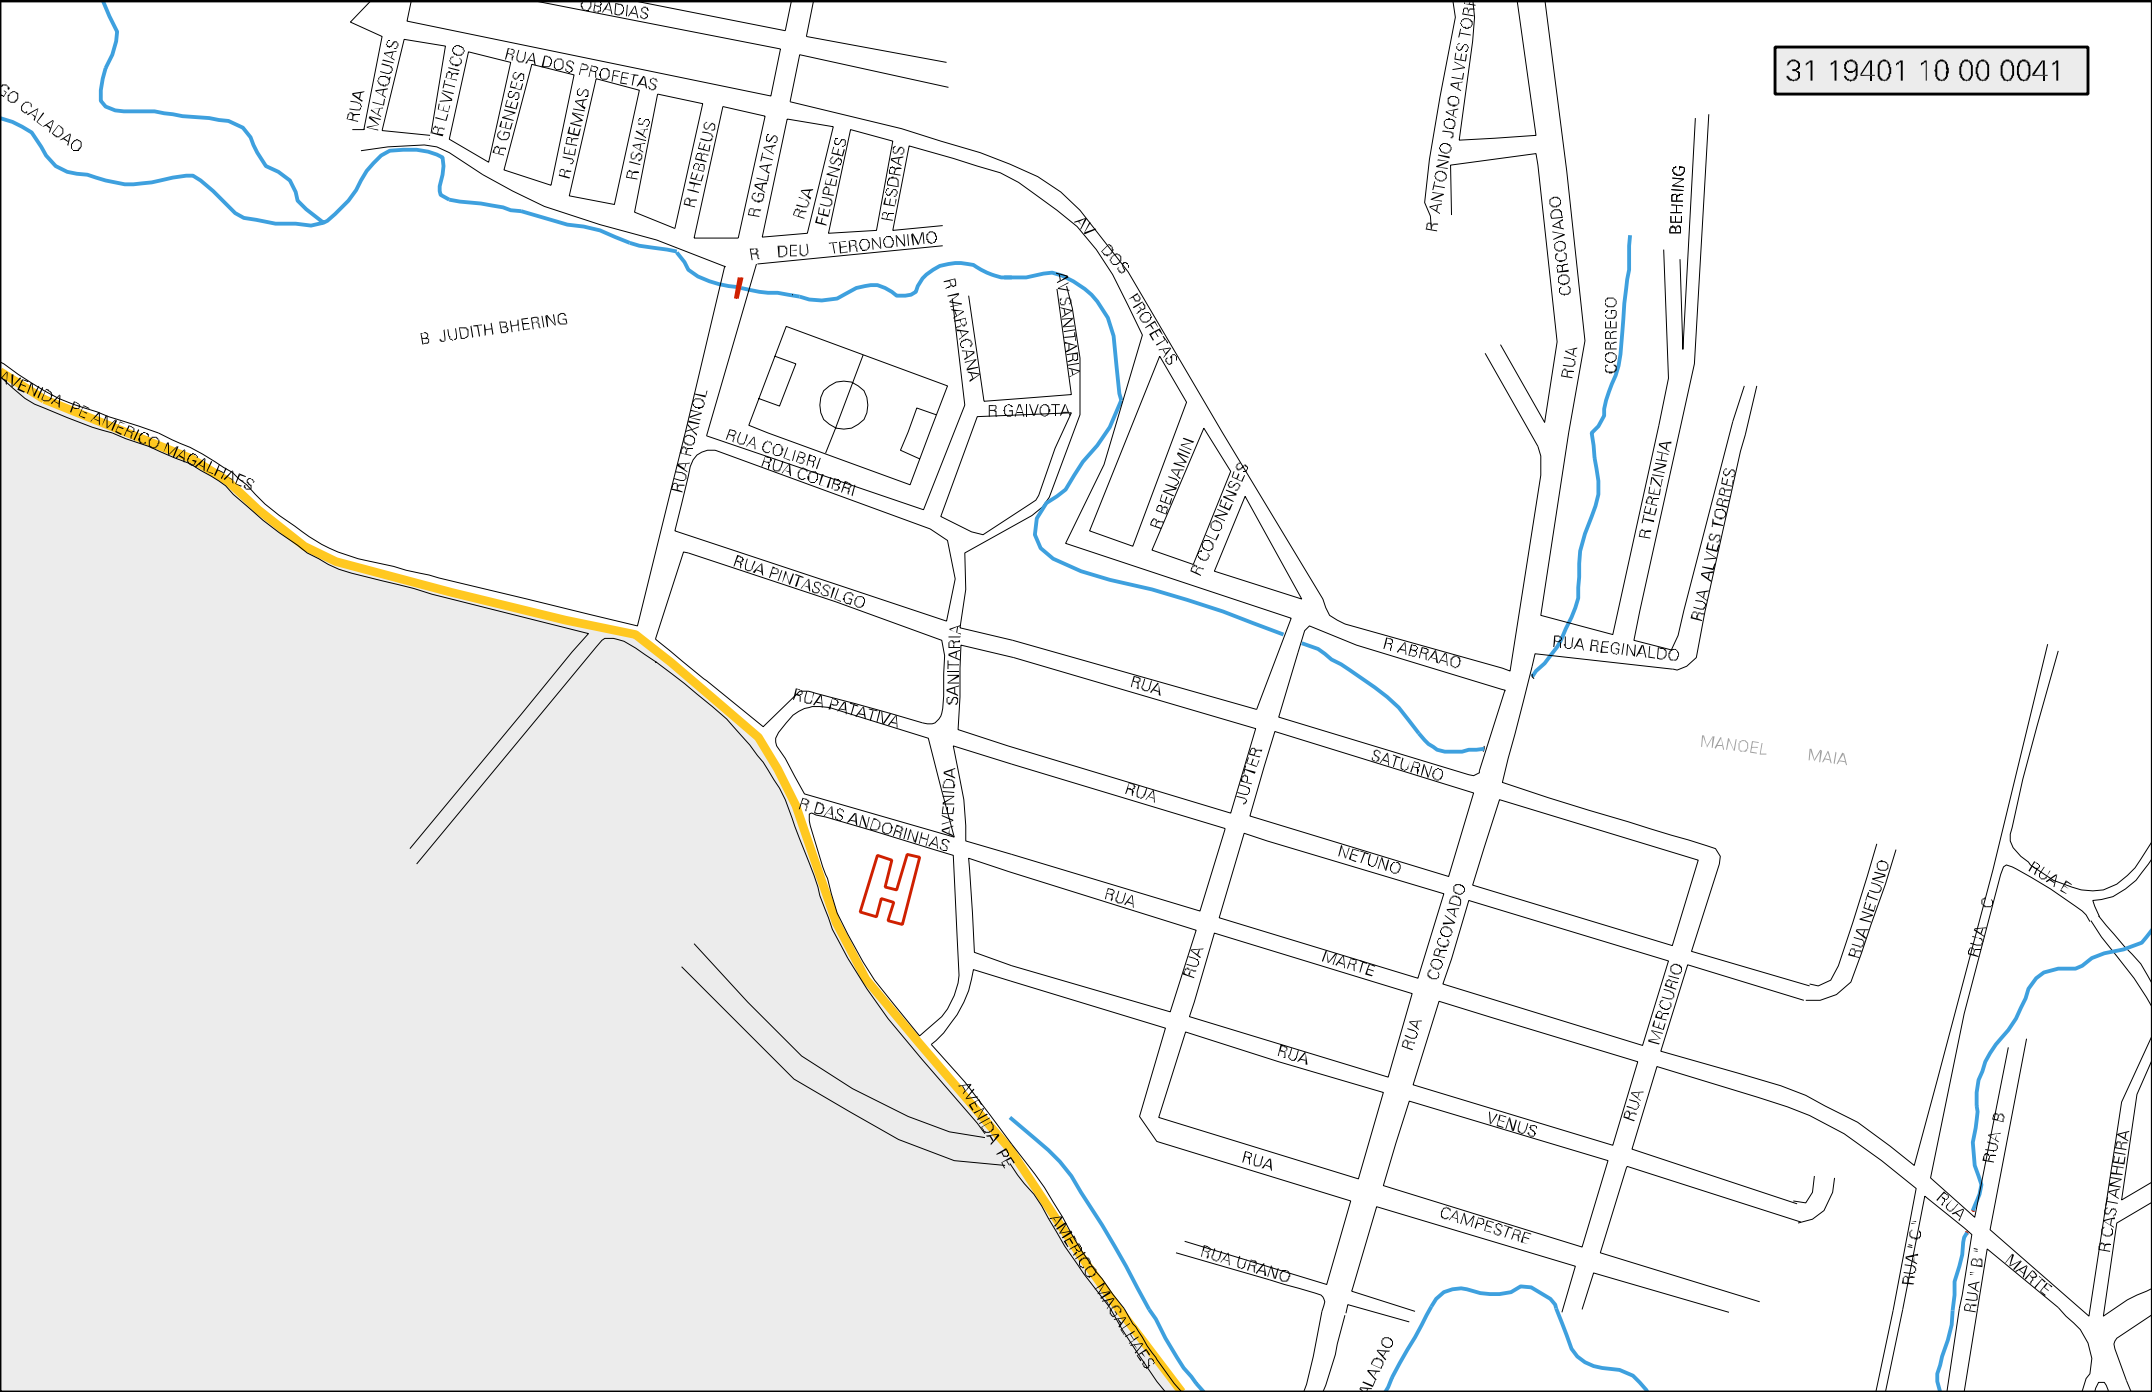 OBADIAS
31 19401 10 00 0041
RUA DOS PROFETAS
RUA
MALAQUIAS
R LEVITRICO
R GENESES
R JEREMIAS
R ISAIAS
R HEBREUS
R GALATAS
RUA
FEUPENSES
R ESDRAS
R ANTONIO JOAO ALVES TORR
GO CALADAO
BEHRING
R DEU TERONONIMO
AV DOS PROFETAS
RUA CORCOVADO
CORREGO
B JUDITH BHERING
R MARACANA
AV SANITARIA
R GAIVOTA
AVENIDA PE AMERICO MAGALHAES
RUA ROXINOL
RUA COLIBRI
RUA COLIBRI
R BENJAMIN
R COLONENSES
R TEREZINHA
RUA ALVES TORRES
RUA PINTASSILGO
R ABRAAO
RUA REGINALDO
AVENIDA SANITARIA
RUA SATURNO
RUA PATATIVA
MANOEL MAIA
RUA JUPTER
RUA NETUNO
R DAS ANDORINHAS
RUA MARTE
RUA CORCOVADO
RUA NETUNO
RUA E
RUA C
RUA MERCURIO
RUA VENUS
AVENIDA PE AMERICO MAGALHAES
RUA B
R CASTANHEIRA
RUA CAMPESTRE
RUA MARTE
RUA URANO
RUA "C"
RUA "B"
ALADAO